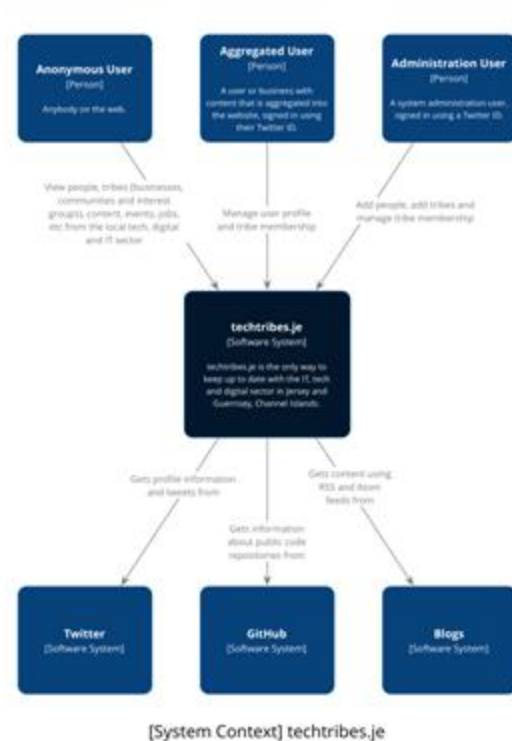 Anonymous User
[Person]
Anybody on the web.
Aggregated User
[Person]
A user or business with
content that is aggregated into
the website, signed in using
their Twitter ID.
Administration User
[Person]
A system administration user,
signed in using a Twitter ID.
View people, tribes (businesses,
communities and interest
groups), content, events, jobs,
etc from the local tech, digital
and IT sector
Manage user profile
and tribe membership
Add people, add tribes and
manage tribe membership
techtribes.je
[Software System]
techtribes.je is the only way to
keep up to date with the IT, tech
and digital sector in Jersey and
Guernsey, Channel Islands.
Gets profile information
and tweets from
Gets information
about public code
repositories from
Gets content using
RSS and Atom
feeds from
Twitter
[Software System]
GitHub
[Software System]
Blogs
[Software System]
[System Context] techtribes.je